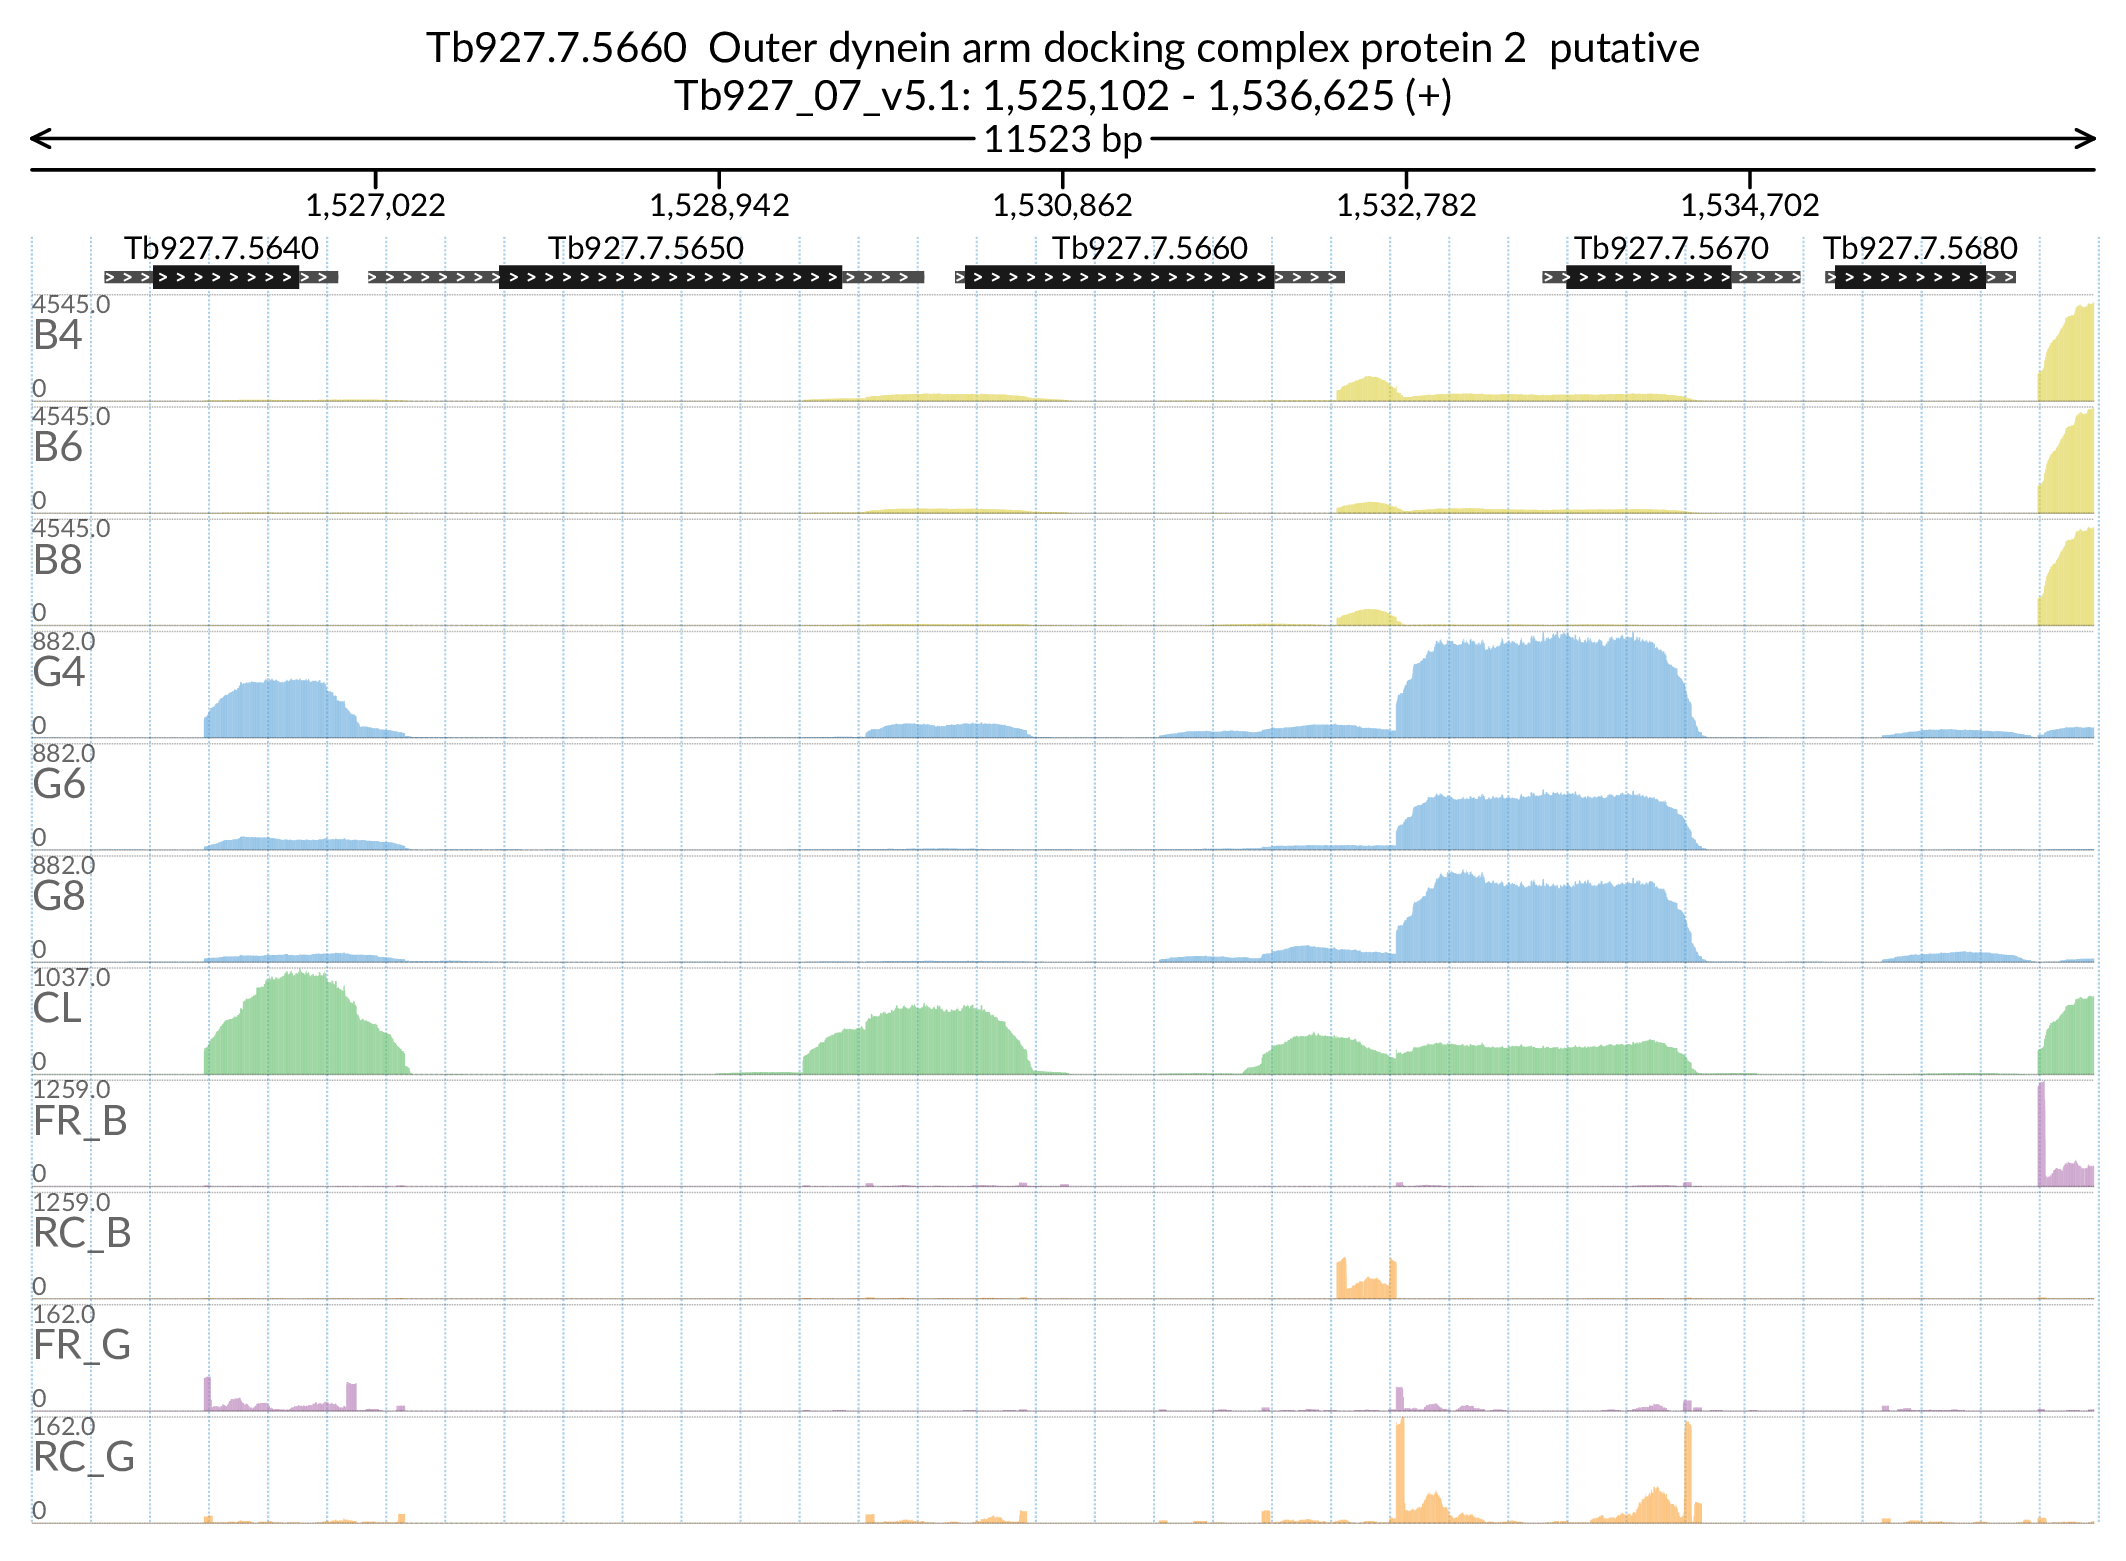 Tb927.7.5660  Outer dynein arm docking complex protein 2  putative
Tb927_07_v5.1: 1,525,102 - 1,536,625 (+)
11523 bp
1,527,022 1,528,942 1,530,862 1,532,782 1,534,702
Tb927.7.5640 Tb927.7.5650 Tb927.7.5660 Tb927.7.5670 Tb927.7.5680
4545.0
B4
0
4545.0
B6
0
4545.0
B8
0
882.0
G4
0
882.0
G6
0
882.0
G8
0
1037.0
CL
0
1259.0
FR_B
0
1259.0
RC_B
0
162.0
FR_G
0
162.0
RC_G
0